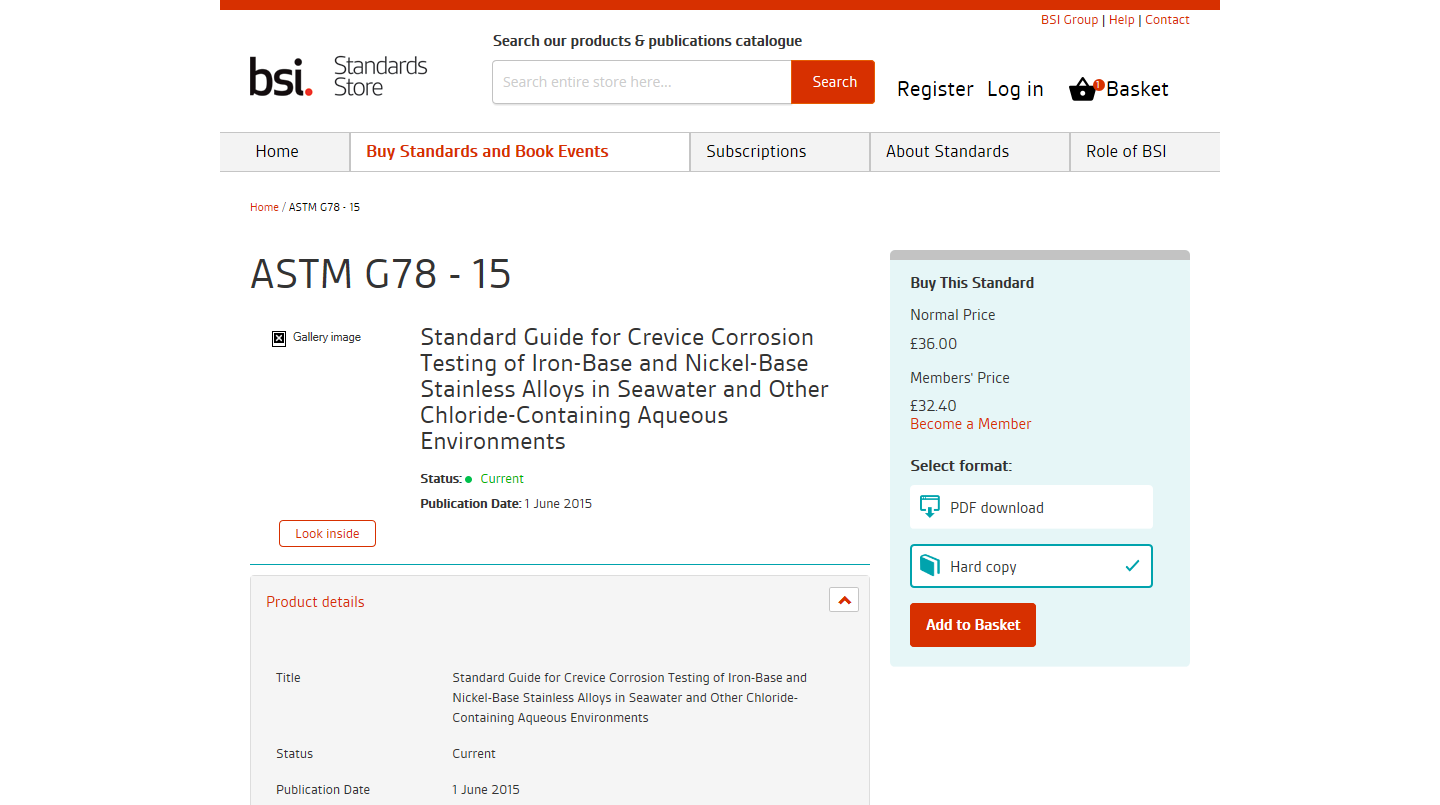 BSI Group | Help | Contact
Search our products & publications catalogue
bsi. Standards Store
Search entire store here...
Search
Register Log in 1 Basket
Home Buy Standards and Book Events Subscriptions About Standards Role of BSI
Home / ASTM G78 - 15
ASTM G78 - 15
Gallery image
Standard Guide for Crevice Corrosion
Testing of Iron-Base and Nickel-Base
Stainless Alloys in Seawater and Other
Chloride-Containing Aqueous
Environments
Status: Current
Publication Date: 1 June 2015
Look inside
Buy This Standard
Normal Price
£36.00
Members' Price
£32.40
Become a Member
Select format:
PDF download
Hard copy
Add to Basket
Product details
Title Standard Guide for Crevice Corrosion Testing of Iron-Base and
Nickel-Base Stainless Alloys in Seawater and Other Chloride-
Containing Aqueous Environments
Status Current
Publication Date 1 June 2015